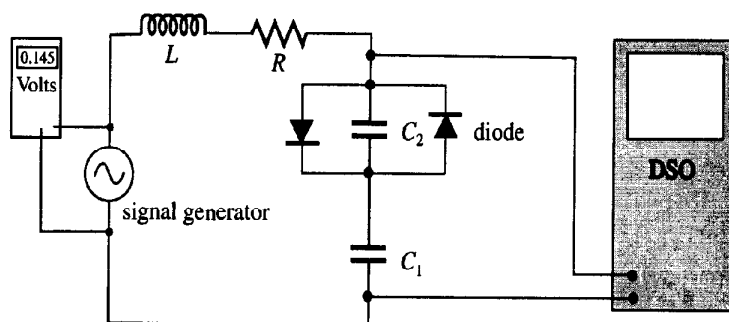 0.145
Volts
L
R
C2
diode
DSO
signal generator
C1